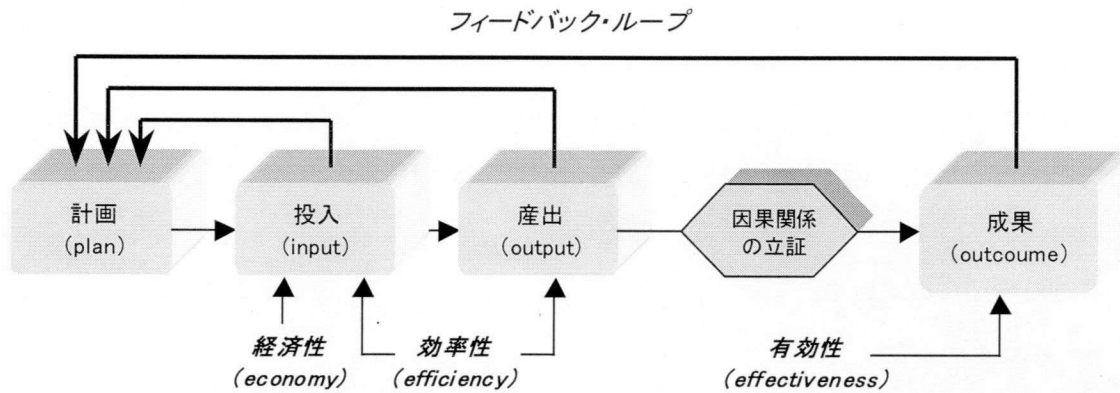 フィードバック・ループ
計画
(plan)
投入
(input)
産出
(output)
因果関係
の立証
成果
(outcoume)
経済性
(economy)
効率性
(efficiency)
有効性
(effectiveness)